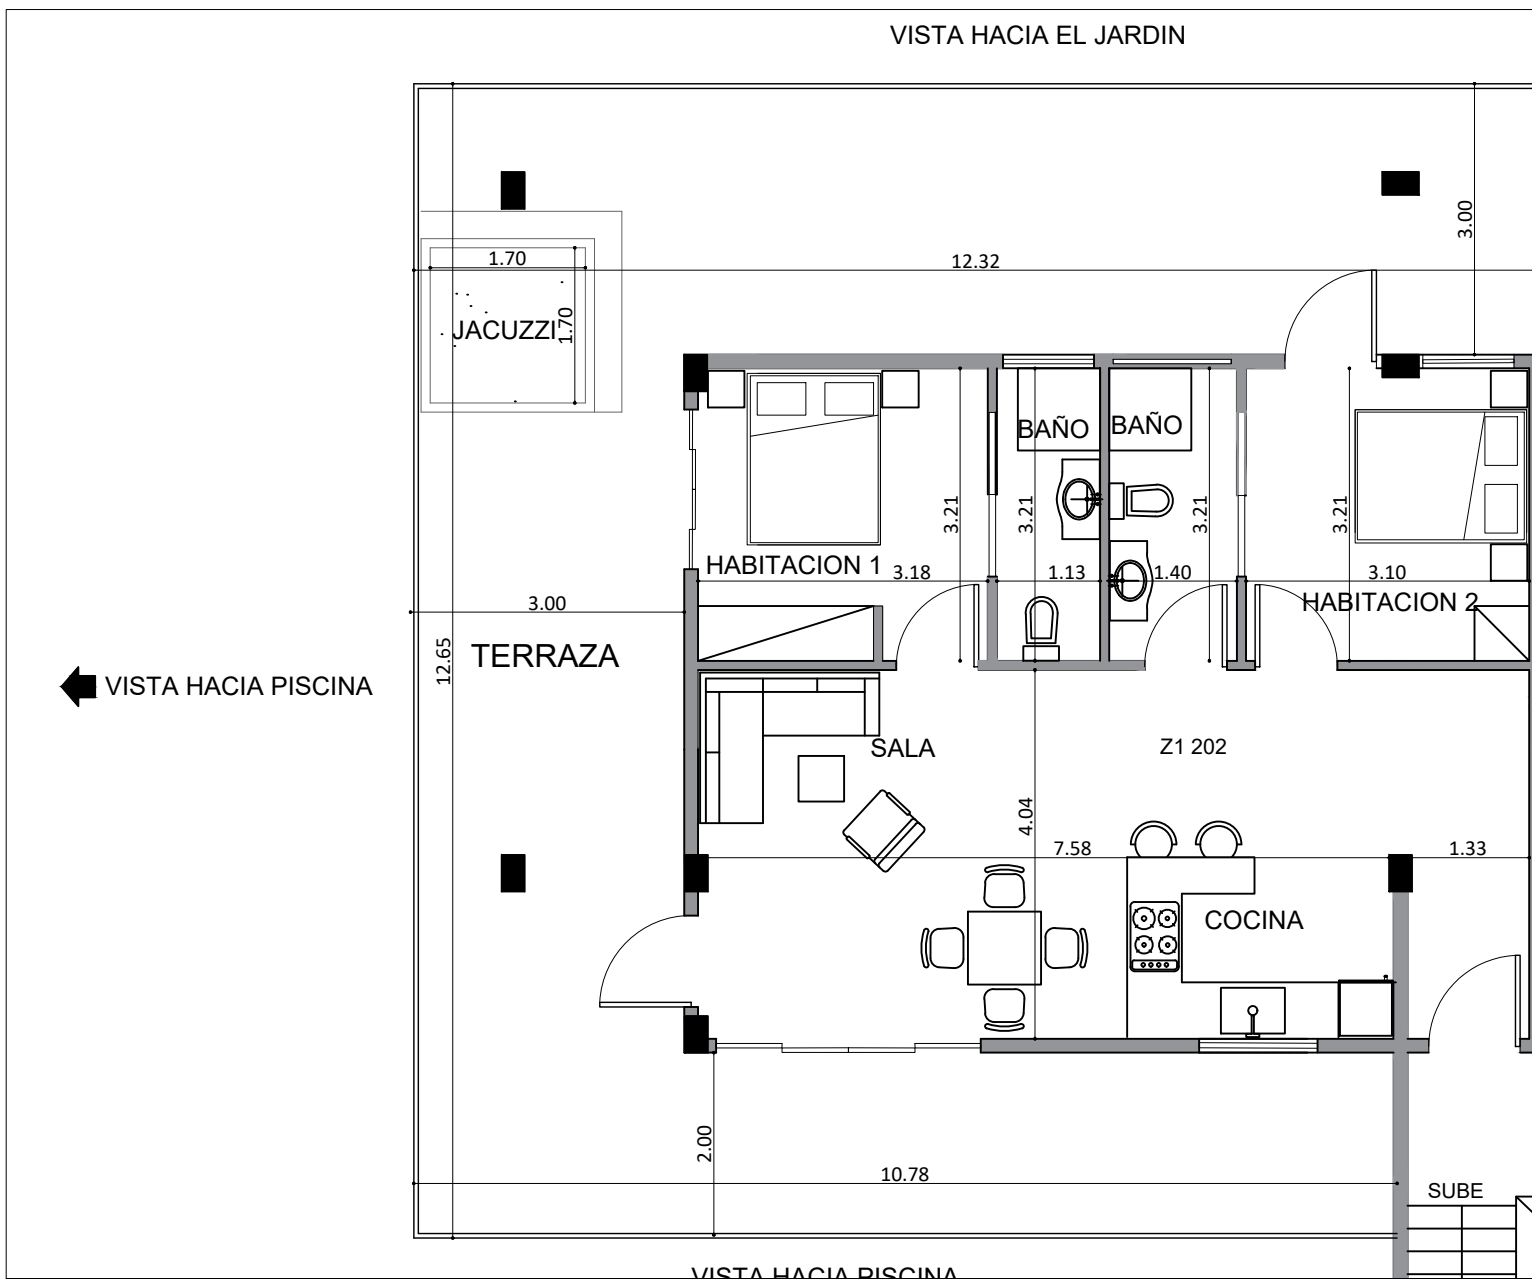 VISTA HACIA EL JARDIN
3.00
12.32
1.70
1.70
JACUZZI
BAÑO
BAÑO
3.21
3.21
3.21
3.21
HABITACION 1
3.18
1.13
1.40
3.10
HABITACION 2
3.00
12.65
TERRAZA
VISTA HACIA PISCINA
SALA
Z1 202
4.04
7.58
1.33
COCINA
2.00
10.78
SUBE
VISTA HACIA PISCINA